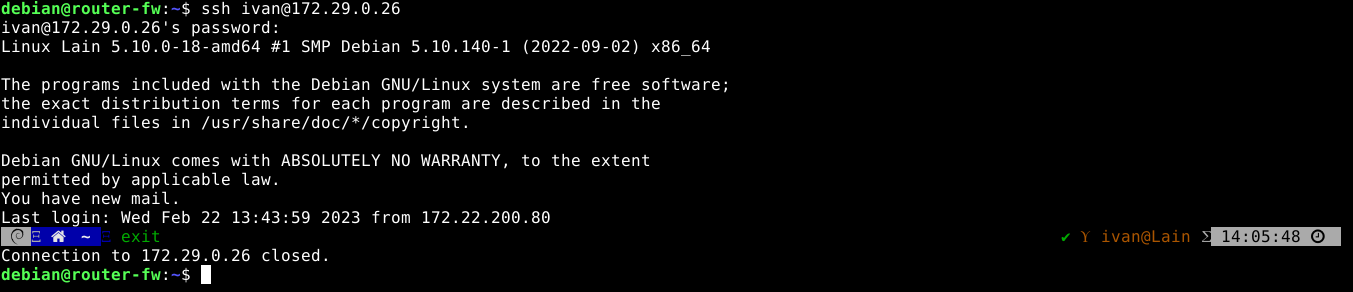 debian@router-fw:~$ ssh ivan@172.29.0.26
ivan@172.29.0.26's password:
Linux Lain 5.10.0-18-amd64 #1 SMP Debian 5.10.140-1 (2022-09-02) x86_64
The programs included with the Debian GNU/Linux system are free software;
the exact distribution terms for each program are described in the
individual files in /usr/share/doc/*/copyright.
Debian GNU/Linux comes with ABSOLUTELY NO WARRANTY, to the extent
permitted by applicable law.
You have new mail.
Last login: Wed Feb 22 13:43:59 2023 from 172.22.200.80
~ exit ✔ ivan@Lain 14:05:48
Connection to 172.29.0.26 closed.
debian@router-fw:~$